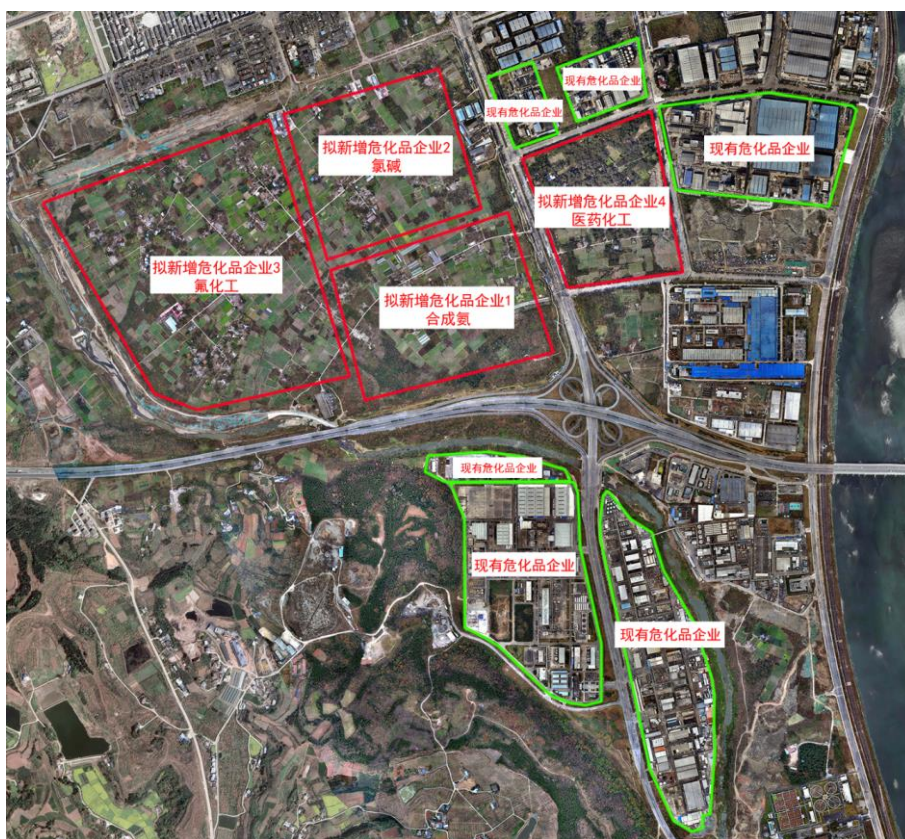 现有危化品企业
现有危化品企业
拟新增危化品企业2
氯碱
现有危化品企业
拟新增危化品企业4
医药化工
拟新增危化品企业3
氟化工
拟新增危化品企业1
合成氨
现有危化品企业
现有危化品企业
现有危化品企业